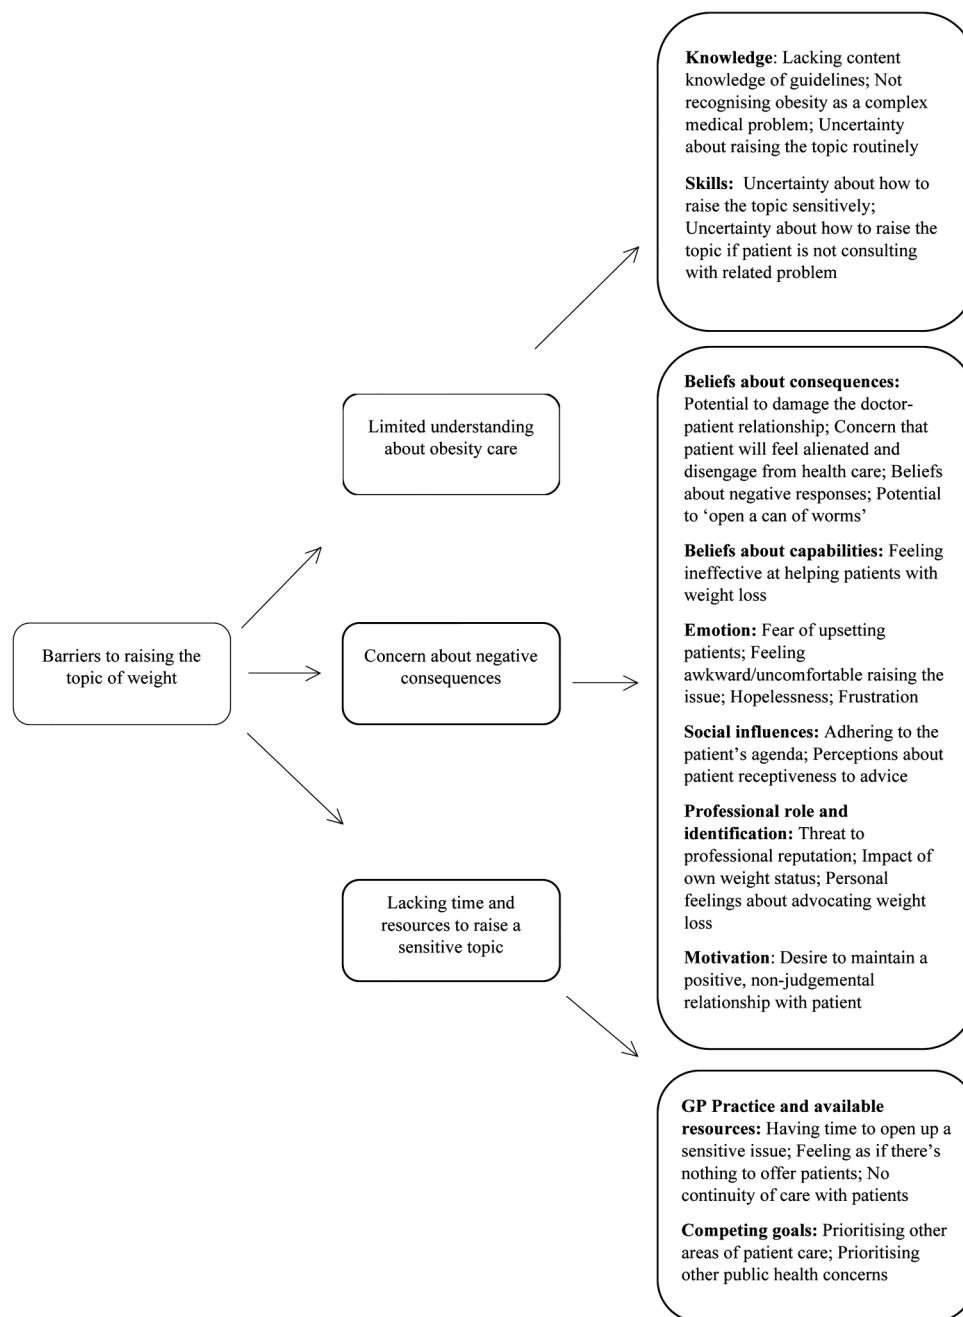 Knowledge: Lacking content
knowledge of guidelines; Not
recognising obesity as a complex
medical problem; Uncertainty
about raising the topic routinely
Skills:  Uncertainty about how to
raise the topic sensitively;
Uncertainty about how to raise the
topic if patient is not consulting
with related problem
Limited understanding
about obesity care
Beliefs about consequences:
Potential to damage the doctor-
patient relationship; Concern that
patient will feel alienated and
disengage from health care; Beliefs
about negative responses; Potential
to ‘open a can of worms’
Beliefs about capabilities: Feeling
ineffective at helping patients with
weight loss
Emotion: Fear of upsetting
patients; Feeling
awkward/uncomfortable raising the
issue; Hopelessness; Frustration
Social influences: Adhering to the
patient’s agenda; Perceptions about
patient receptiveness to advice
Professional role and
identification: Threat to
professional reputation; Impact of
own weight status; Personal
feelings about advocating weight
loss
Motivation: Desire to maintain a
positive, non-judgemental
relationship with patient
Barriers to raising the
topic of weight
Concern about negative
consequences
Lacking time and
resources to raise a
sensitive topic
GP Practice and available
resources: Having time to open up a
sensitive issue; Feeling as if there’s
nothing to offer patients; No
continuity of care with patients
Competing goals: Prioritising other
areas of patient care; Prioritising
other public health concerns